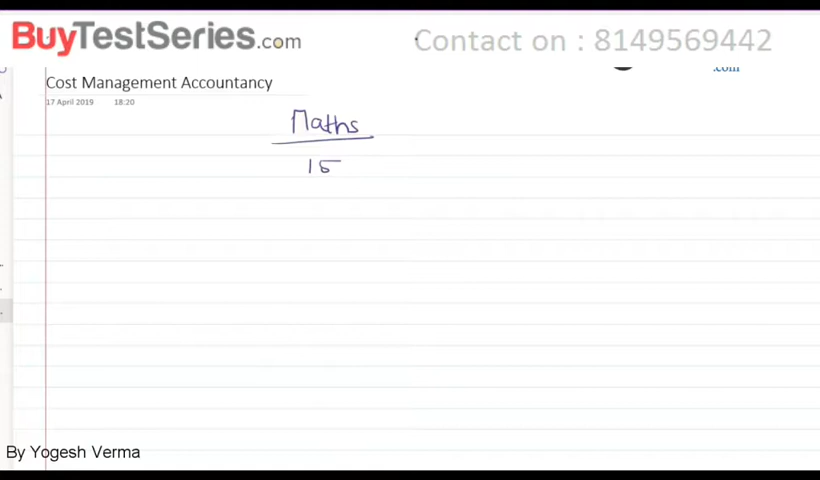 BuyTestSeries.com
Contact on : 8149569442
.com
Cost Management Accountancy
17 April 2019 18:20
Maths
15
By Yogesh Verma